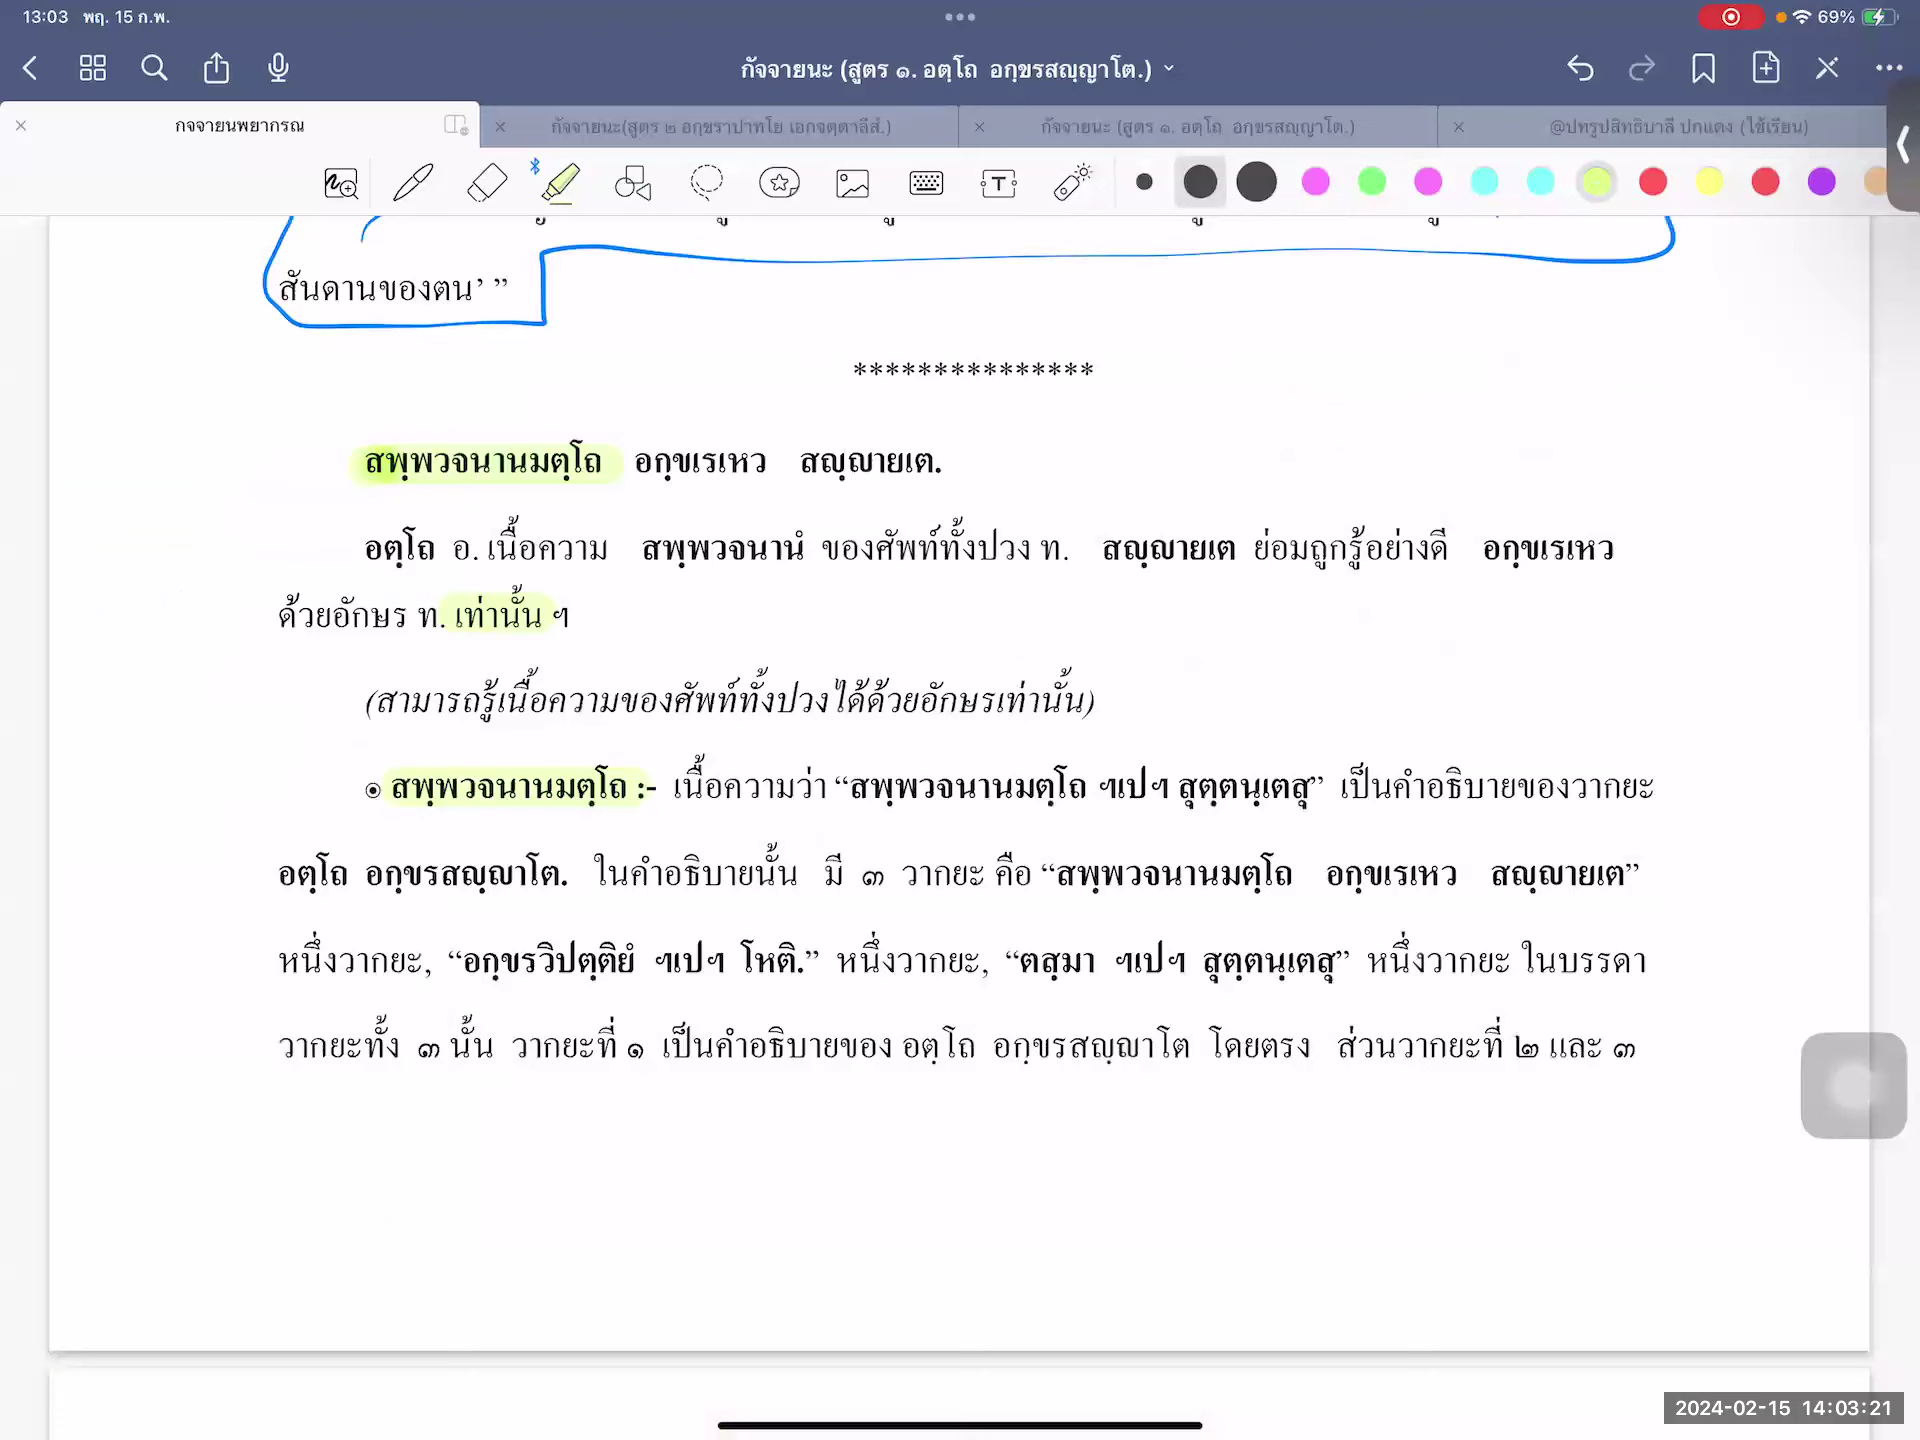 13:03 พฤ. 15 ก.พ.
69%
กัจจายนะ (สูตร ๑. อตฺโถ อกฺขรสญฺญาโต.)
กจจายนพยากรณ
กัจจายนะ(สูตร ๒ อกฺขราปาทโย เอกจตฺตาลีสํ.)
กัจจายนะ (สูตร ๑. อตฺโถ อกฺขรสญฺญาโต.)
@ปทรูปสิทธิบาลี ปกแดง (ใช้เรียน)
สันดานของตน’ ”
***************
สพฺพวจนานมตฺโถ อกฺขเรเหว สญฺญายเต.
อตฺโถ อ. เนื้อความ สพฺพวจนานํ ของศัพท์ทั้งปวง ท. สญฺญายเต ย่อมถูกรู้อย่างดี อกฺขเรเหว
ด้วยอักษร ท. เท่านั้น ฯ
(สามารถรู้เนื้อความของศัพท์ทั้งปวงได้ด้วยอักษรเท่านั้น)
⦿ สพฺพวจนานมตฺโถ :- เนื้อความว่า “สพฺพวจนานมตฺโถ ฯเปฯ สุตฺตนฺเตสุ” เป็นคำอธิบายของวากยะ
อตฺโถ อกฺขรสญฺญาโต. ในคำอธิบายนั้น มี ๓ วากยะ คือ “สพฺพวจนานมตฺโถ อกฺขเรเหว สญฺญายเต”
หนึ่งวากยะ, “อกฺขรวิปตฺติยํ ฯเปฯ โหติ.” หนึ่งวากยะ, “ตสฺมา ฯเปฯ สุตฺตนฺเตสุ” หนึ่งวากยะ ในบรรดา
วากยะทั้ง ๓ นั้น วากยะที่ ๑ เป็นคำอธิบายของ อตฺโถ อกฺขรสญฺญาโต โดยตรง ส่วนวากยะที่ ๒ และ ๓
2024-02-15 14:03:21